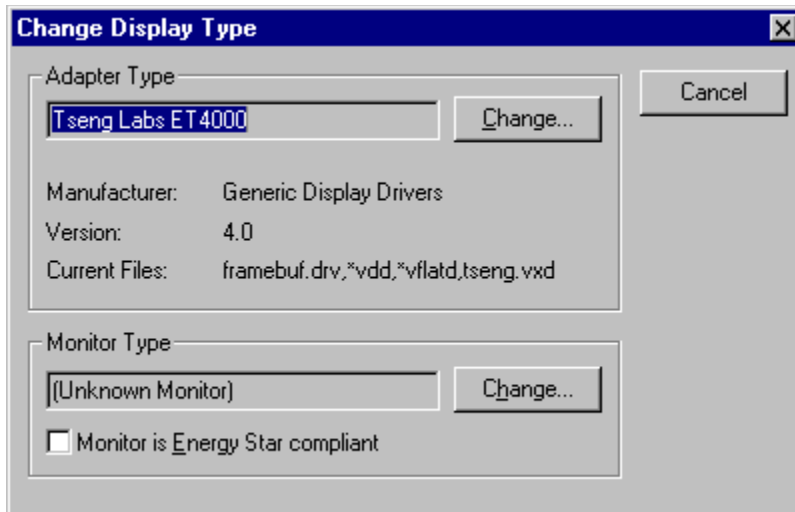 Change Display Type
Adapter Type
Tseng Labs ET4000
Change...
Cancel
Manufacturer: Generic Display Drivers
Version: 4.0
Current Files: framebuf.drv,*vdd,*vflatd,tseng.vxd
Monitor Type
(Unknown Monitor)
Change...
Monitor is Energy Star compliant